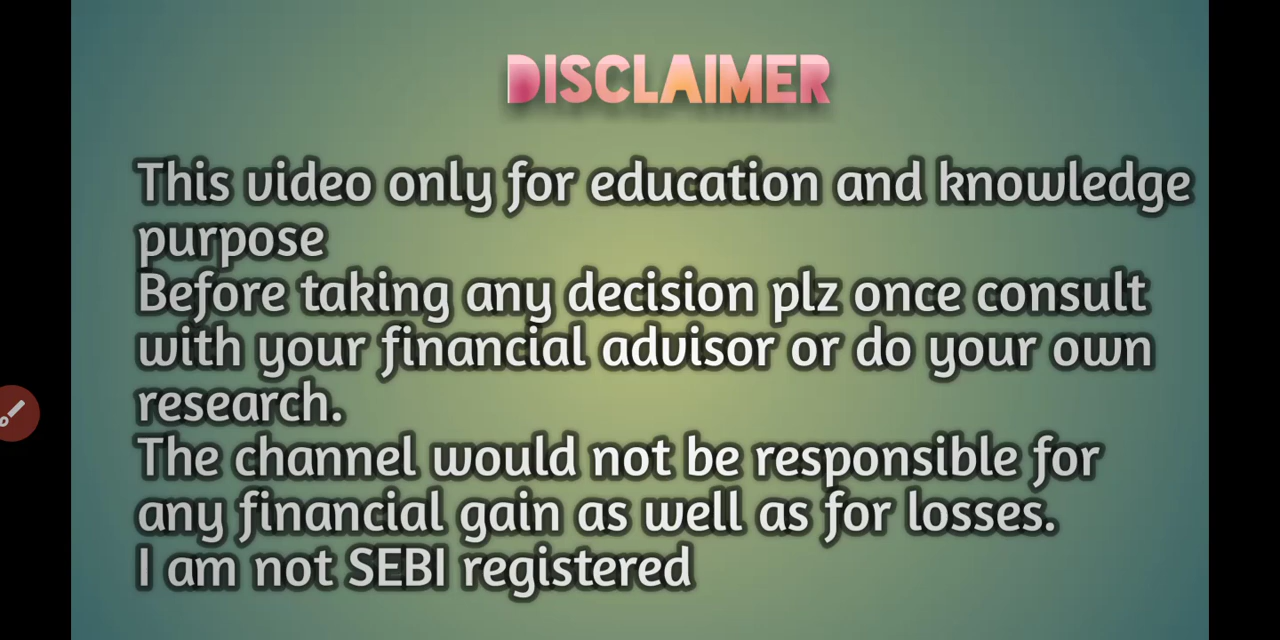 DISCLAIMER
This video only for education and knowledge
purpose
Before taking any decision plz once consult
with your financial advisor or do your own
research.
The channel would not be responsible for
any financial gain as well as for losses.
I am not SEBI registered